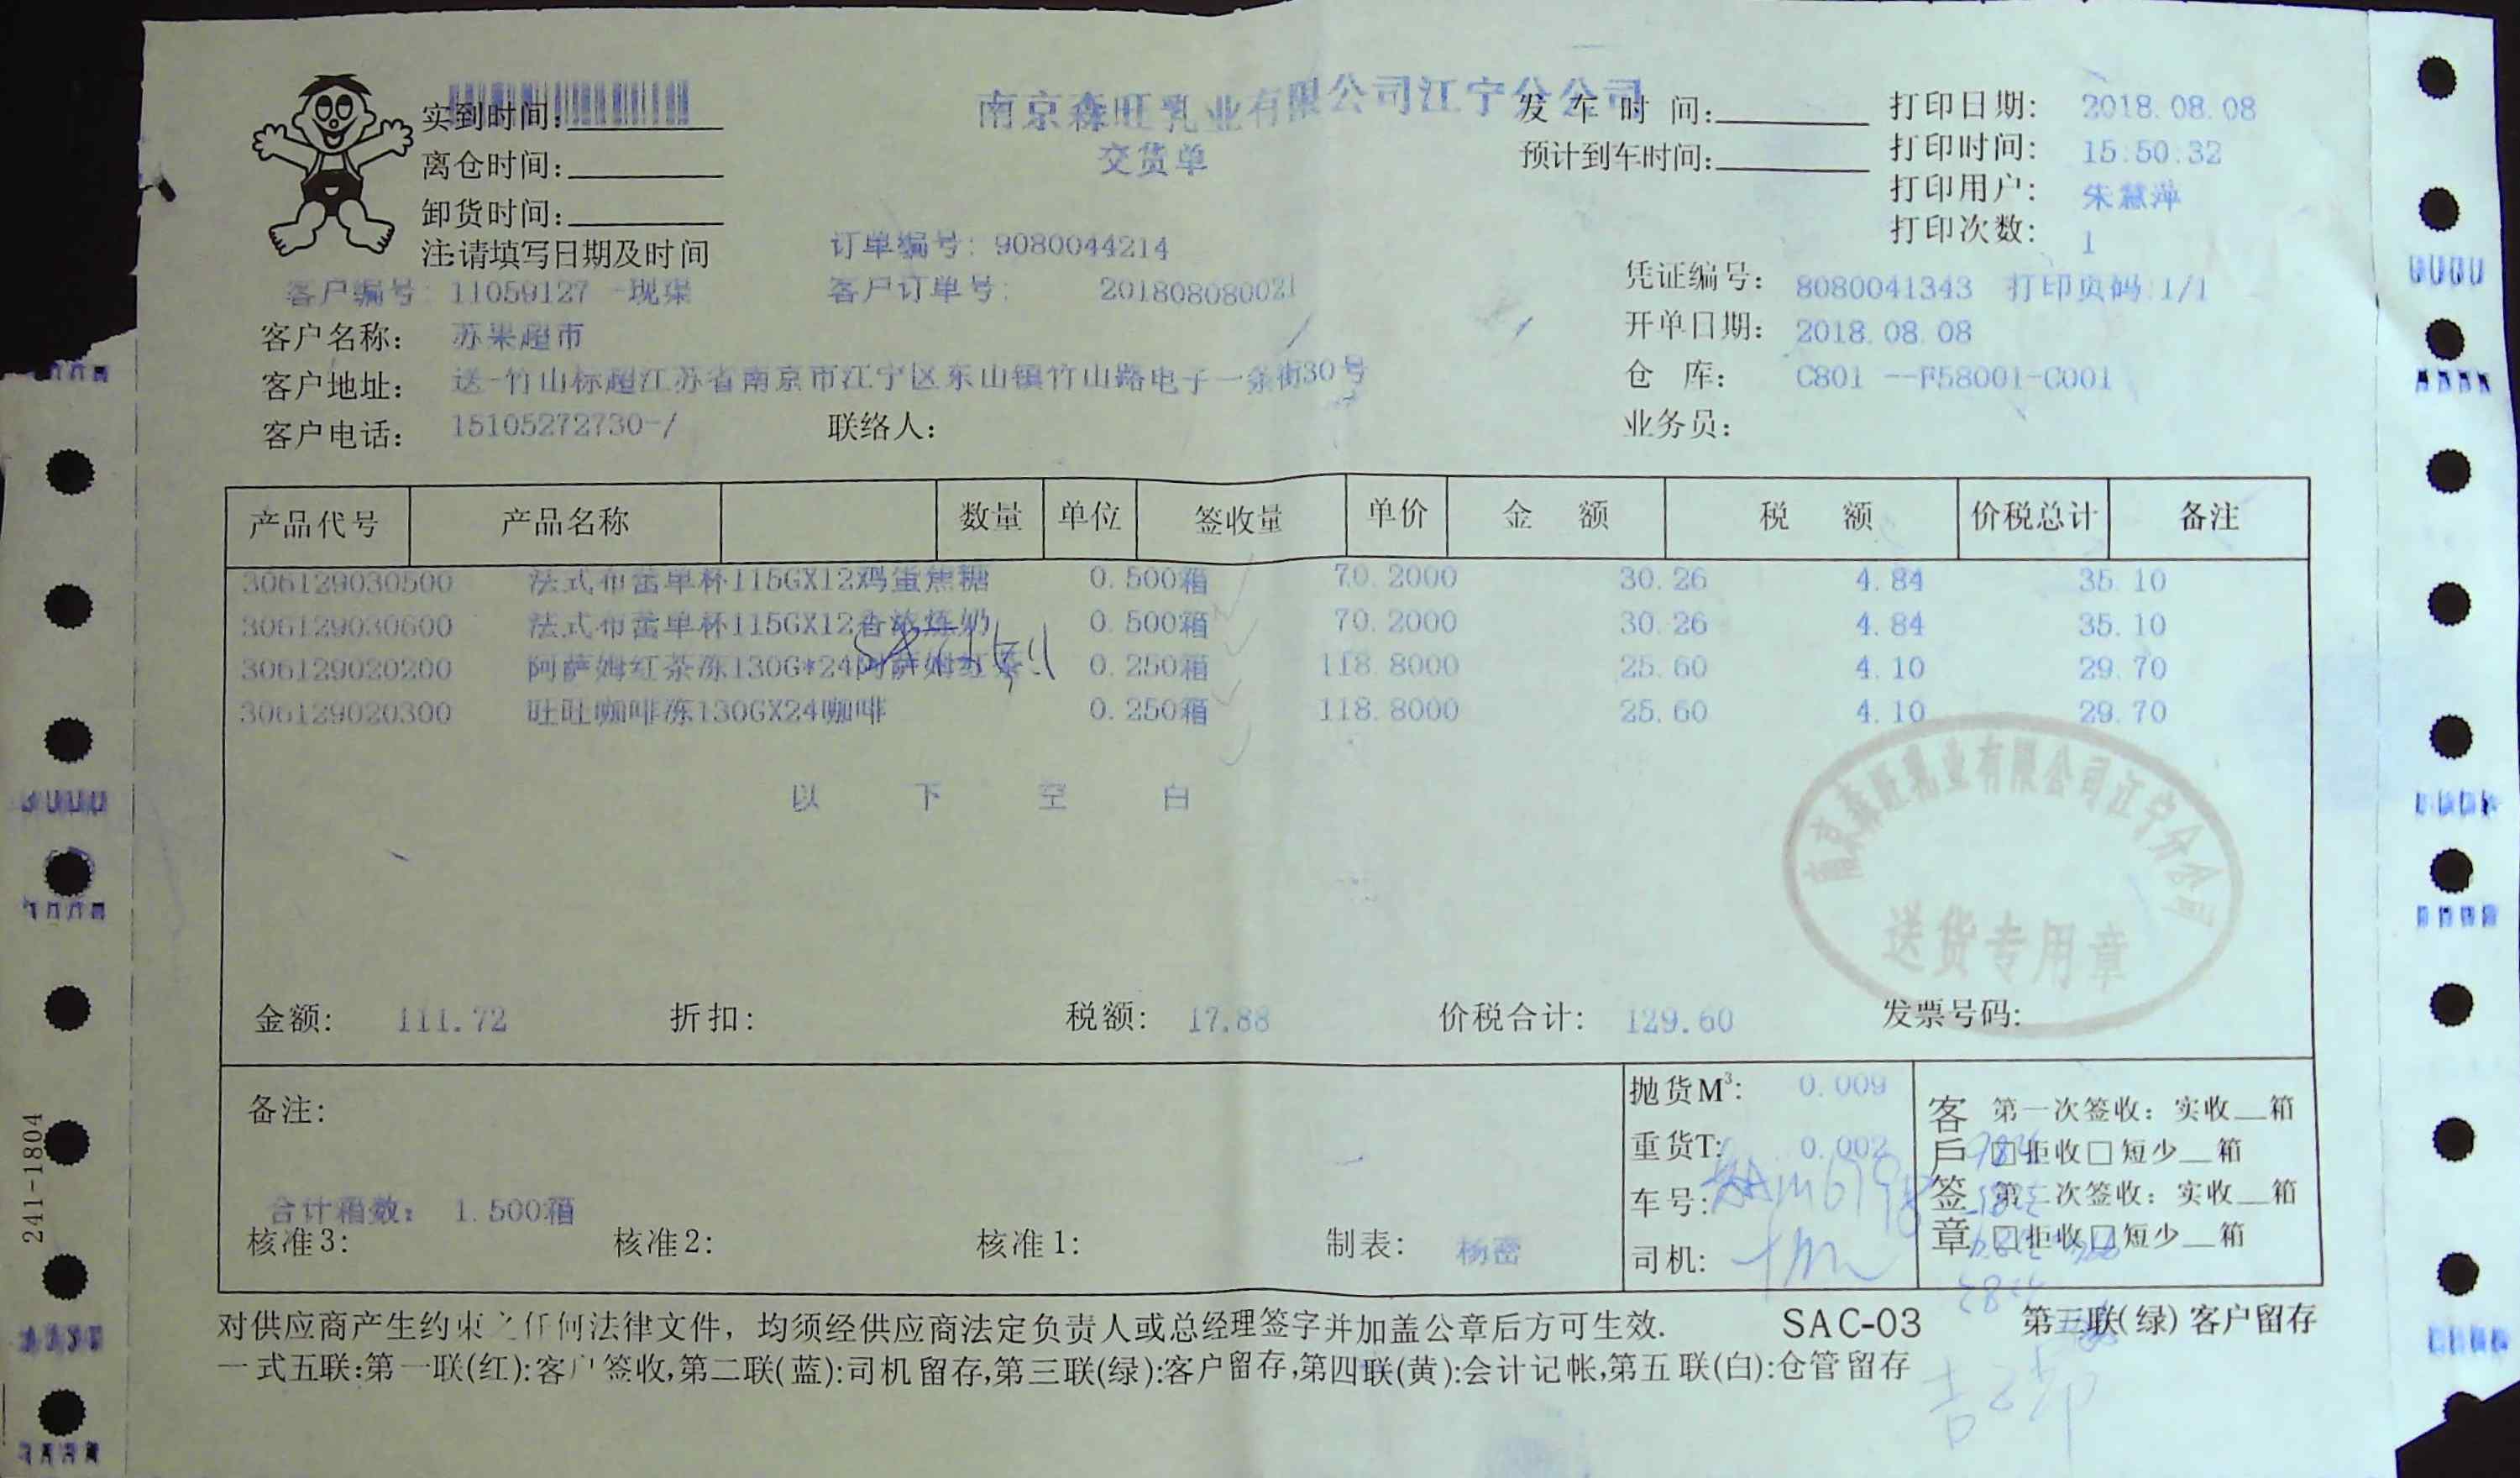 南京森旺乳业有限公司江宁分公司
交货单
实到时间:
离仓时间:
卸货时间:
注:请填写日期及时间
发 车 时 间:
预计到车时间:
打印日期: 2018.08.08
打印时间: 15.50.32
打印用户: 朱慧萍
打印次数: 1
订单编号: 9080044214
客户编号: 11059127 -现渠 客户订单号: 201808080021
凭证编号: 8080041343 打印页码:1/1
客户名称: 苏果超市
开单日期: 2018.08.08
客户地址: 送-竹山标超江苏省南京市江宁区东山镇竹山路电子一条街30号
仓 库: C801 --F58001-C001
客户电话: 15105272730-/ 联络人:
业务员:
产品代号 产品名称 数量 单位 签收量 单价 金 额 税 额 价税总计 备注
306129030500 法式布蕾单杯115GX12鸡蛋焦糖 0.500箱 70.2000 30.26 4.84 35.10
306129030600 法式布蕾单杯115GX12香浓炼奶 0.500箱 70.2000 30.26 4.84 35.10
306129020200 阿萨姆红茶冻130G*24阿萨姆红茶 0.250箱 118.8000 25.60 4.10 29.70
306129020300 旺旺咖啡冻130GX24咖啡 0.250箱 118.8000 25.60 4.10 29.70
以 下 空 白
南京森旺乳业有限公司江宁分公司
送货专用章
金额: 111.72 折扣: 税额: 17.88 价税合计: 129.60 发票号码:
备注:
合计箱数: 1.500箱
核准3: 核准2: 核准1: 制表: 杨密
抛货M³: 0.009
重货T: 0.002
车号:
司机:
客户签章
第一次签收: 实收__箱
□拒收□短少__箱
第二次签收: 实收__箱
□拒收□短少__箱
对供应商产生约束之任何法律文件, 均须经供应商法定负责人或总经理签字并加盖公章后方可生效. SAC-03 第三联(绿) 客户留存
一式五联:第一联(红):客户签收,第二联(蓝):司机留存,第三联(绿):客户留存,第四联(黄):会计记帐,第五联(白):仓管留存
241-1804